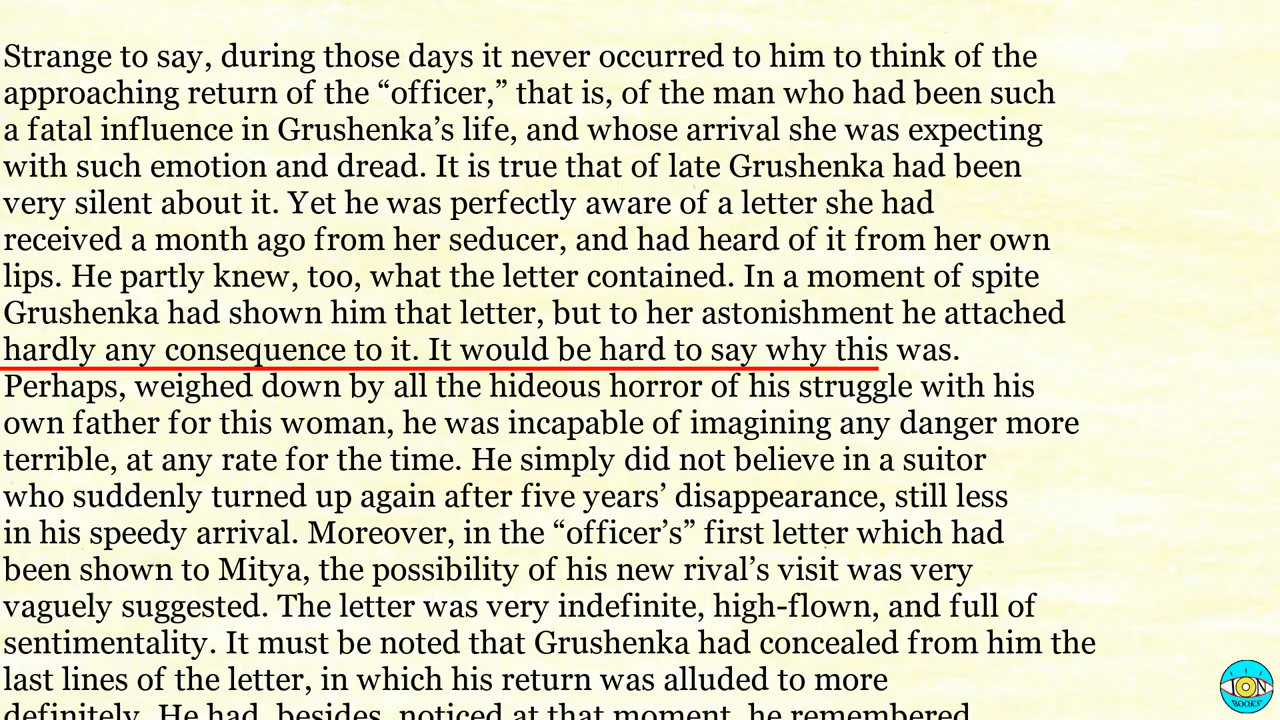 Strange to say, during those days it never occurred to him to think of the
approaching return of the “officer,” that is, of the man who had been such
a fatal influence in Grushenka’s life, and whose arrival she was expecting
with such emotion and dread. It is true that of late Grushenka had been
very silent about it. Yet he was perfectly aware of a letter she had
received a month ago from her seducer, and had heard of it from her own
lips. He partly knew, too, what the letter contained. In a moment of spite
Grushenka had shown him that letter, but to her astonishment he attached
hardly any consequence to it. It would be hard to say why this was.
Perhaps, weighed down by all the hideous horror of his struggle with his
own father for this woman, he was incapable of imagining any danger more
terrible, at any rate for the time. He simply did not believe in a suitor
who suddenly turned up again after five years’ disappearance, still less
in his speedy arrival. Moreover, in the “officer’s” first letter which had
been shown to Mitya, the possibility of his new rival’s visit was very
vaguely suggested. The letter was very indefinite, high-flown, and full of
sentimentality. It must be noted that Grushenka had concealed from him the
last lines of the letter, in which his return was alluded to more
definitely. He had, besides, noticed at that moment, he remembered
ION
BOOKS